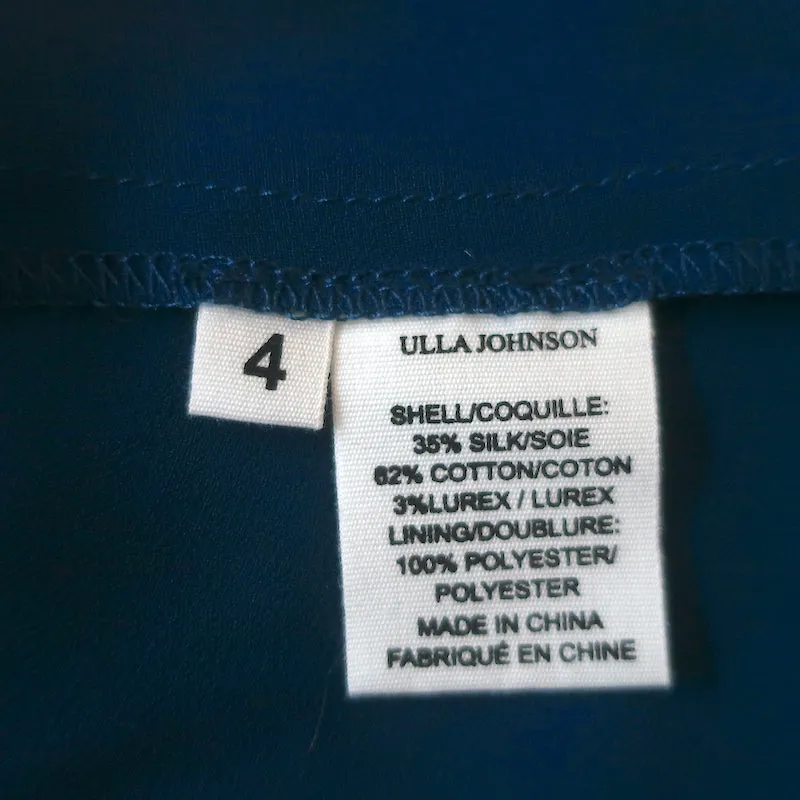 4
ULLA JOHNSON
SHELL/COQUILLE:
35% SILK/SOIE
62% COTTON/COTON
3%LUREX / LUREX
LINING/DOUBLURE:
100% POLYESTER/
POLYESTER
MADE IN CHINA
FABRIQUÉ EN CHINE